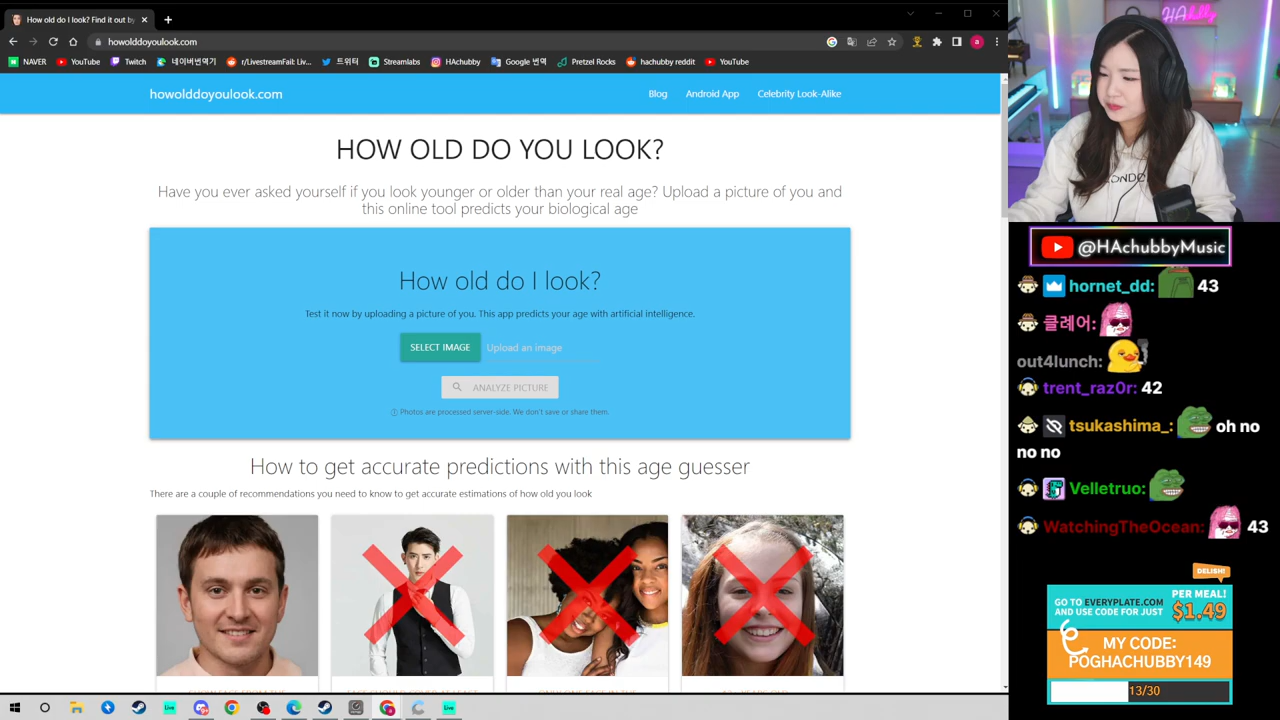 How old do I look? Find it out by
howolddoyoulook.com
NAVER
YouTube
Twitch
네이버번역기
r/LivestreamFail: Liv...
트위터
Streamlabs
HAchubby
Google 번역
Pretzel Rocks
hachubby reddit
YouTube
howolddoyoulook.com
Blog
Android App
Celebrity Look-Alike
HOW OLD DO YOU LOOK?
Have you ever asked yourself if you look younger or older than your real age? Upload a picture of you and
this online tool predicts your biological age
How old do I look?
Test it now by uploading a picture of you. This app predicts your age with artificial intelligence.
SELECT IMAGE
Upload an image
ANALYZE PICTURE
Photos are processed server-side. We don't save or share them.
How to get accurate predictions with this age guesser
There are a couple of recommendations you need to know to get accurate estimations of how old you look
HAchubby
LONDO
@HAchubbyMusic
hornet_dd: 43
클레어:
out4lunch:
trent_raz0r: 42
tsukashima_: oh no
no no
Velletruo:
WatchingTheOcean: 43
DELISH!
GO TO EVERYPLATE.COM
AND USE CODE FOR JUST
PER MEAL!
$1.49
MY CODE:
POGHACHUBBY149
13/30